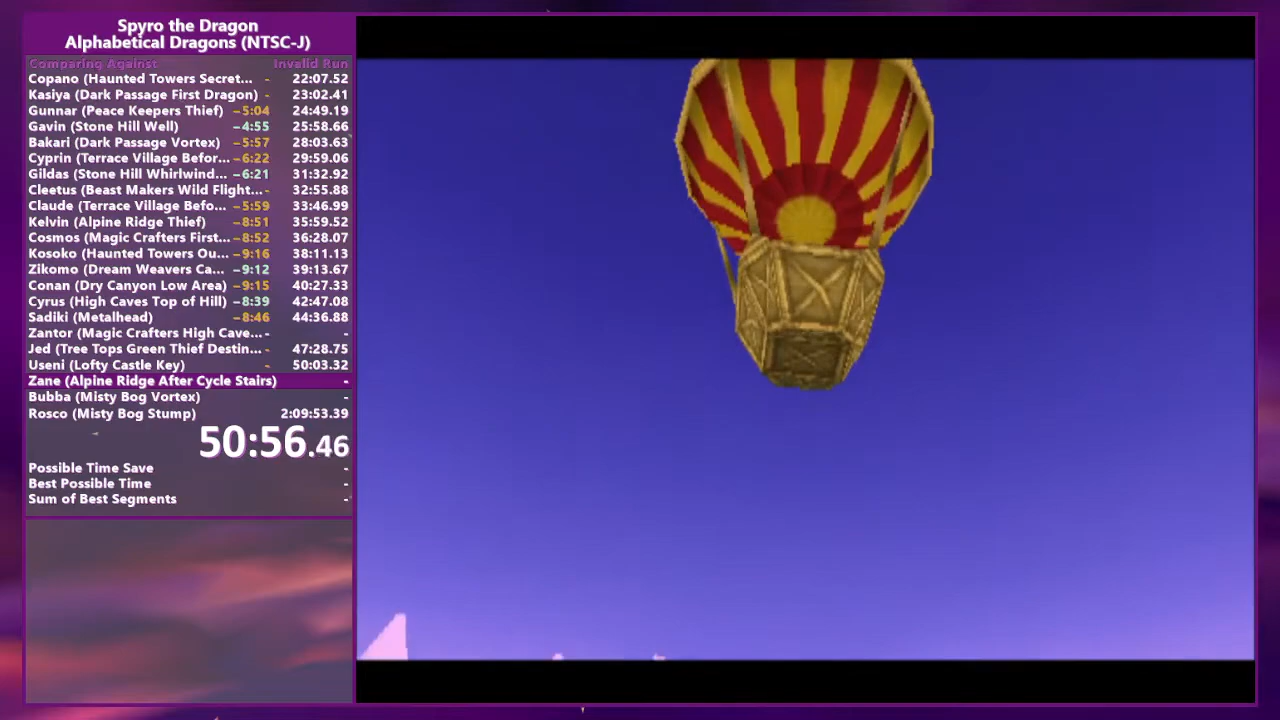 Spyro the Dragon
Alphabetical Dragons (NTSC-J)
Comparing Against Invalid Run
Copano (Haunted Towers Secret... - 22:07.52
Kasiya (Dark Passage First Dragon) - 23:02.41
Gunnar (Peace Keepers Thief) −5:04 24:49.19
Gavin (Stone Hill Well) −4:55 25:58.66
Bakari (Dark Passage Vortex) −5:57 28:03.63
Cyprin (Terrace Village Befor... −6:22 29:59.06
Gildas (Stone Hill Whirlwind... −6:21 31:32.92
Cleetus (Beast Makers Wild Flight... - 32:55.88
Claude (Terrace Village Befo... −5:59 33:46.99
Kelvin (Alpine Ridge Thief) −8:51 35:59.52
Cosmos (Magic Crafters First... −8:52 36:28.07
Kosoko (Haunted Towers Ou... −9:16 38:11.13
Zikomo (Dream Weavers Ca... −9:12 39:13.67
Conan (Dry Canyon Low Area) −9:15 40:27.33
Cyrus (High Caves Top of Hill) −8:39 42:47.08
Sadiki (Metalhead) −8:46 44:36.88
Zantor (Magic Crafters High Cave... - -
Jed (Tree Tops Green Thief Destin... - 47:28.75
Useni (Lofty Castle Key) - 50:03.32
Zane (Alpine Ridge After Cycle Stairs) -
Bubba (Misty Bog Vortex) -
Rosco (Misty Bog Stump) 2:09:53.39
50:56.46
Possible Time Save -
Best Possible Time -
Sum of Best Segments -